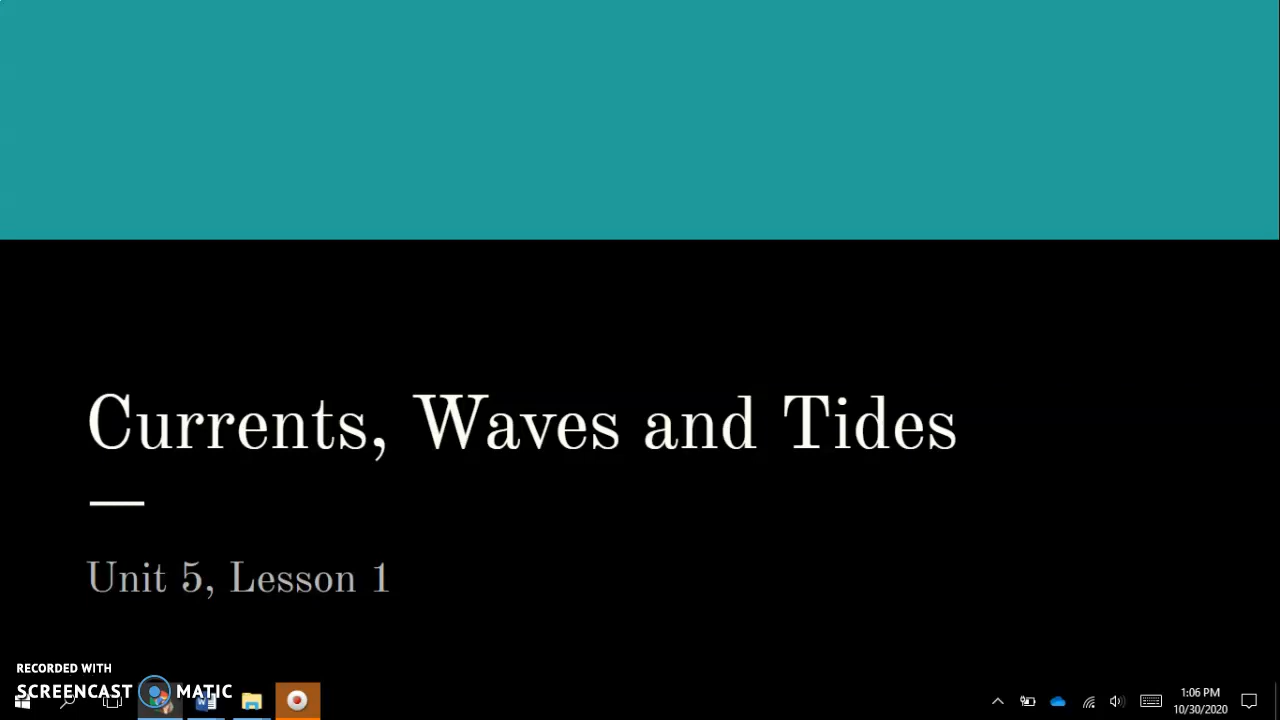 Currents, Waves and Tides
Unit 5, Lesson 1
RECORDED WITH
SCREENCAST MATIC
1:06 PM
10/30/2020